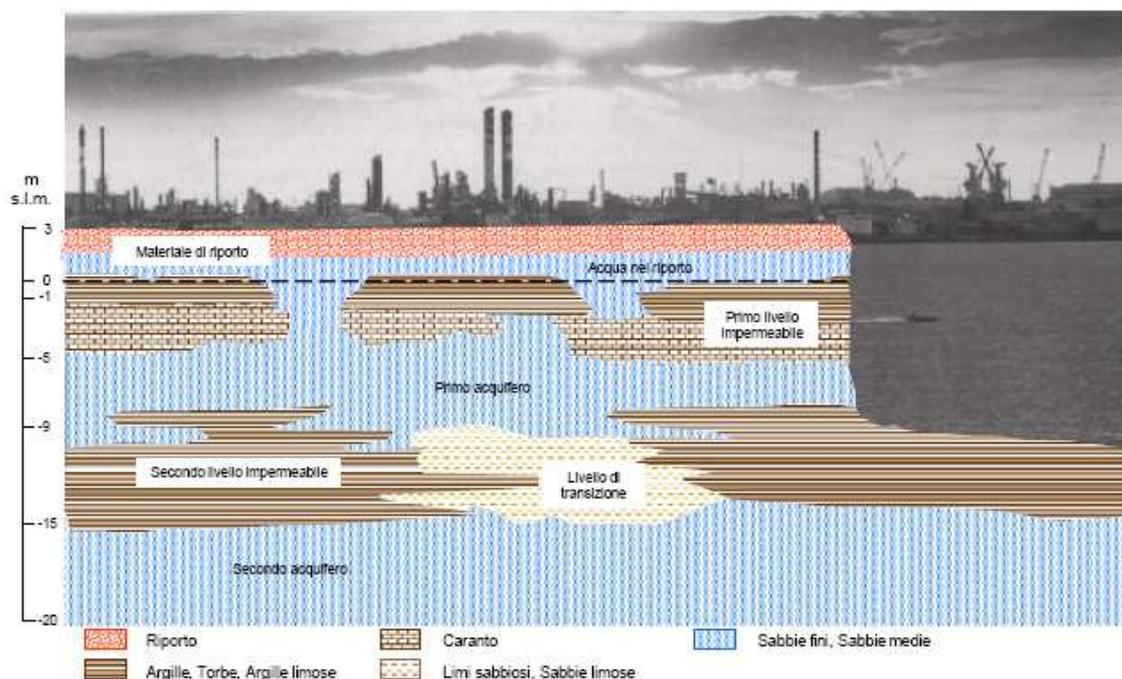 m
s.l.m.
3
0
-1
-5
-9
-15
-20
Materiale di riporto
Acqua nel riporto
Primo livello
impermeabile
Primo acquifero
Secondo livello impermeabile
Livello di
transizione
Secondo acquifero
Riporto
Caranto
Sabbie fini, Sabbie medie
Argille, Torbe, Argille limose
Limi sabbiosi, Sabbie limose